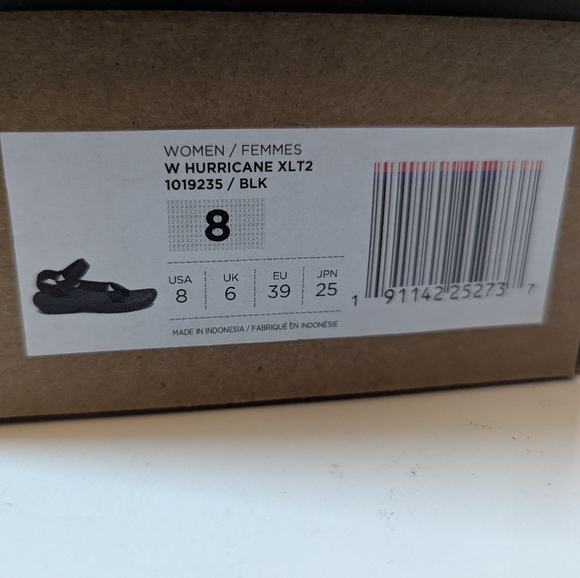 WOMEN / FEMMES
W HURRICANE XLT2
1019235 / BLK
8
USA UK EU JPN
8 6 39 25
MADE IN INDONESIA / FABRIQUÉ EN INDONÉSIE
1 91142 25273 7